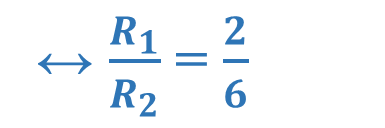 ↔ R₁/R₂ = 2/6